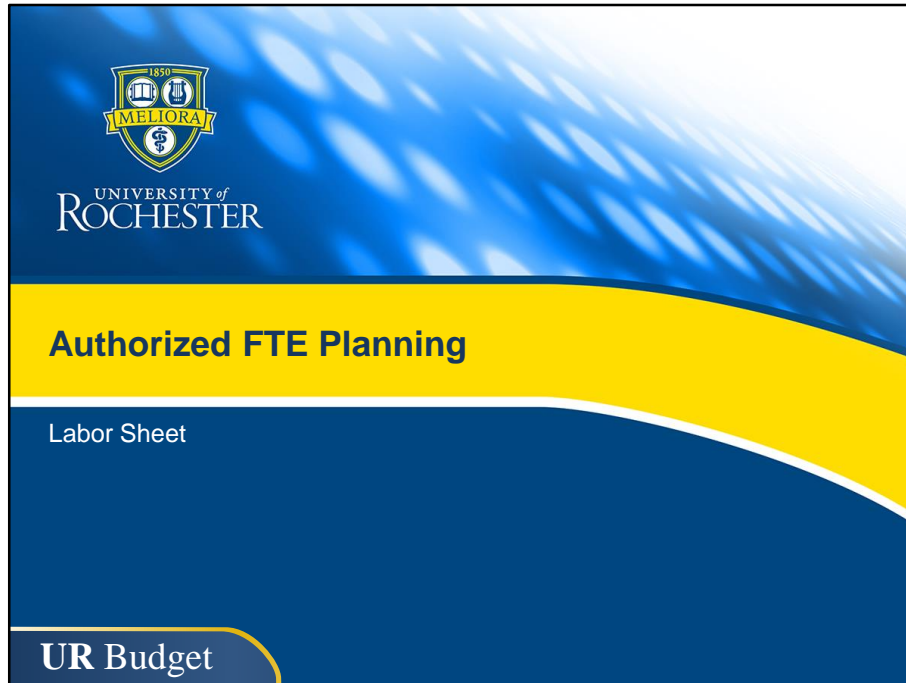 1850
MELIORA
UNIVERSITY of
ROCHESTER
Authorized FTE Planning
Labor Sheet
UR Budget